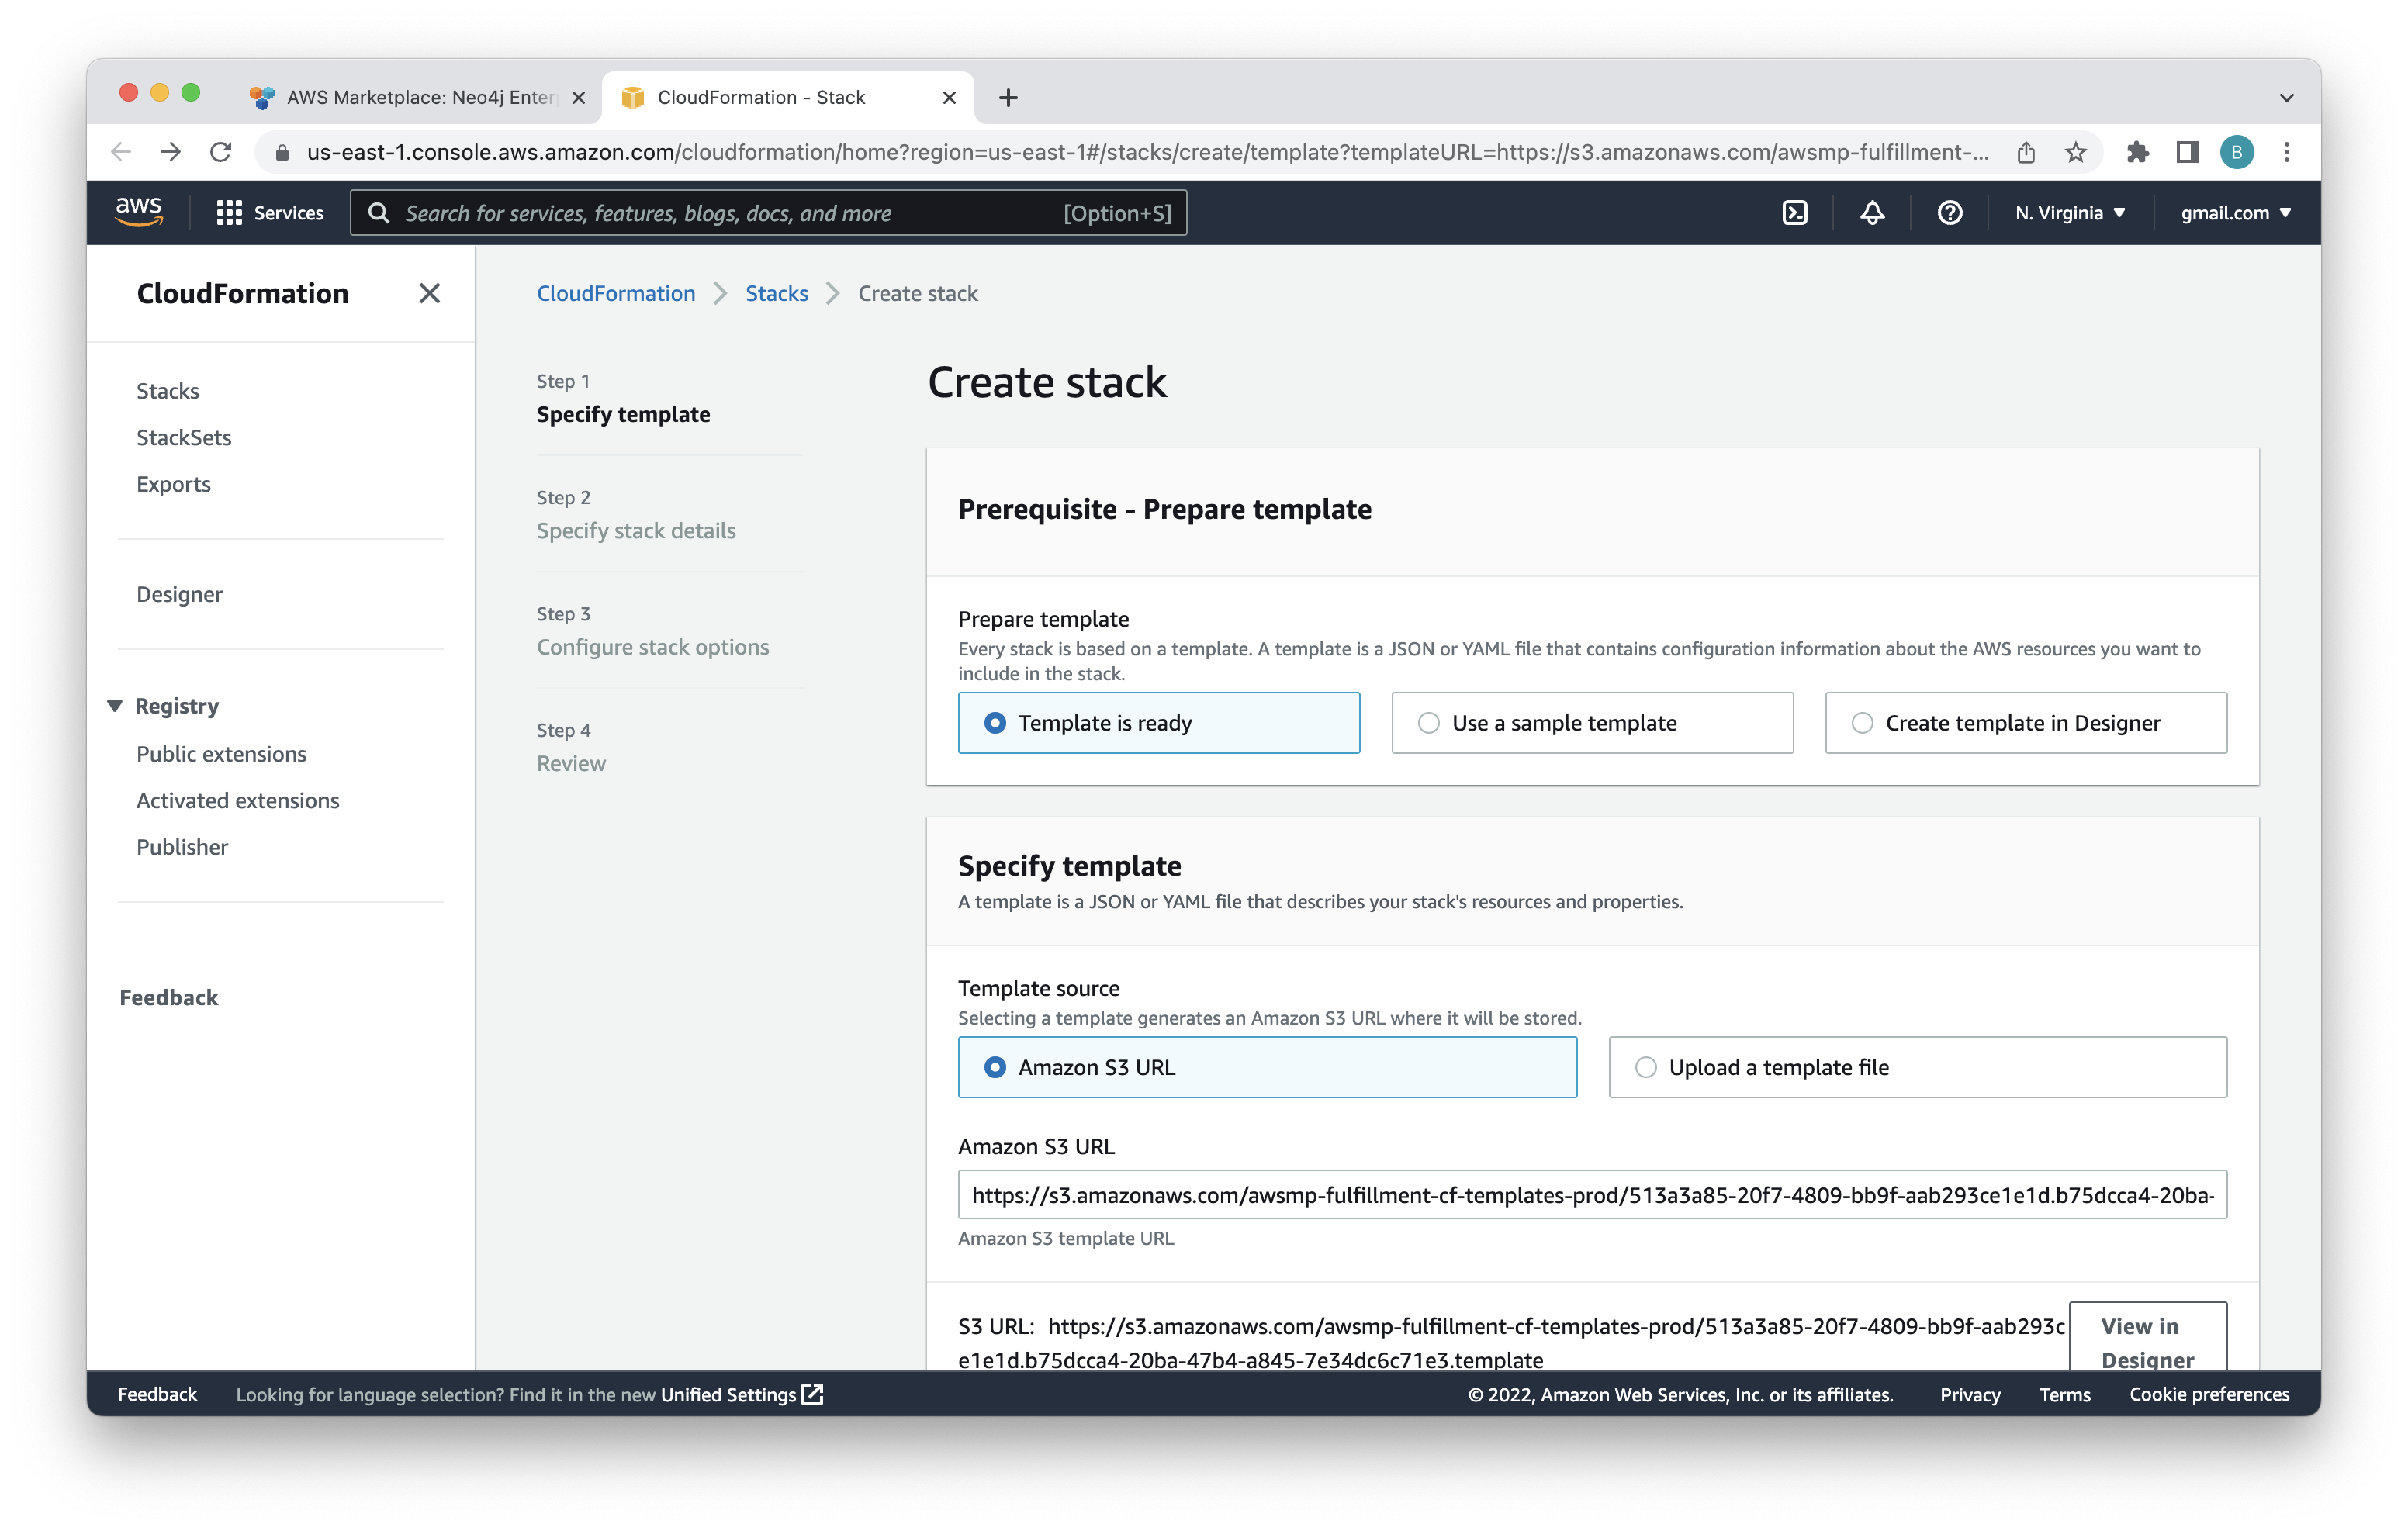 AWS Marketplace: Neo4j Enter
CloudFormation - Stack
us-east-1.console.aws.amazon.com/cloudformation/home?region=us-east-1#/stacks/create/template?templateURL=https://s3.amazonaws.com/awsmp-fulfillment-...
B
aws
Services
Search for services, features, blogs, docs, and more
[Option+S]
N. Virginia
gmail.com
CloudFormation
Stacks
StackSets
Exports
Designer
Registry
Public extensions
Activated extensions
Publisher
Feedback
CloudFormation
Stacks
Create stack
Step 1
Specify template
Step 2
Specify stack details
Step 3
Configure stack options
Step 4
Review
Create stack
Prerequisite - Prepare template
Prepare template
Every stack is based on a template. A template is a JSON or YAML file that contains configuration information about the AWS resources you want to
include in the stack.
Template is ready
Use a sample template
Create template in Designer
Specify template
A template is a JSON or YAML file that describes your stack's resources and properties.
Template source
Selecting a template generates an Amazon S3 URL where it will be stored.
Amazon S3 URL
Upload a template file
Amazon S3 URL
https://s3.amazonaws.com/awsmp-fulfillment-cf-templates-prod/513a3a85-20f7-4809-bb9f-aab293ce1e1d.b75dcca4-20ba-
Amazon S3 template URL
S3 URL: https://s3.amazonaws.com/awsmp-fulfillment-cf-templates-prod/513a3a85-20f7-4809-bb9f-aab293c
e1e1d.b75dcca4-20ba-47b4-a845-7e34dc6c71e3.template
View in
Designer
Feedback
Looking for language selection? Find it in the new Unified Settings
© 2022, Amazon Web Services, Inc. or its affiliates.
Privacy
Terms
Cookie preferences